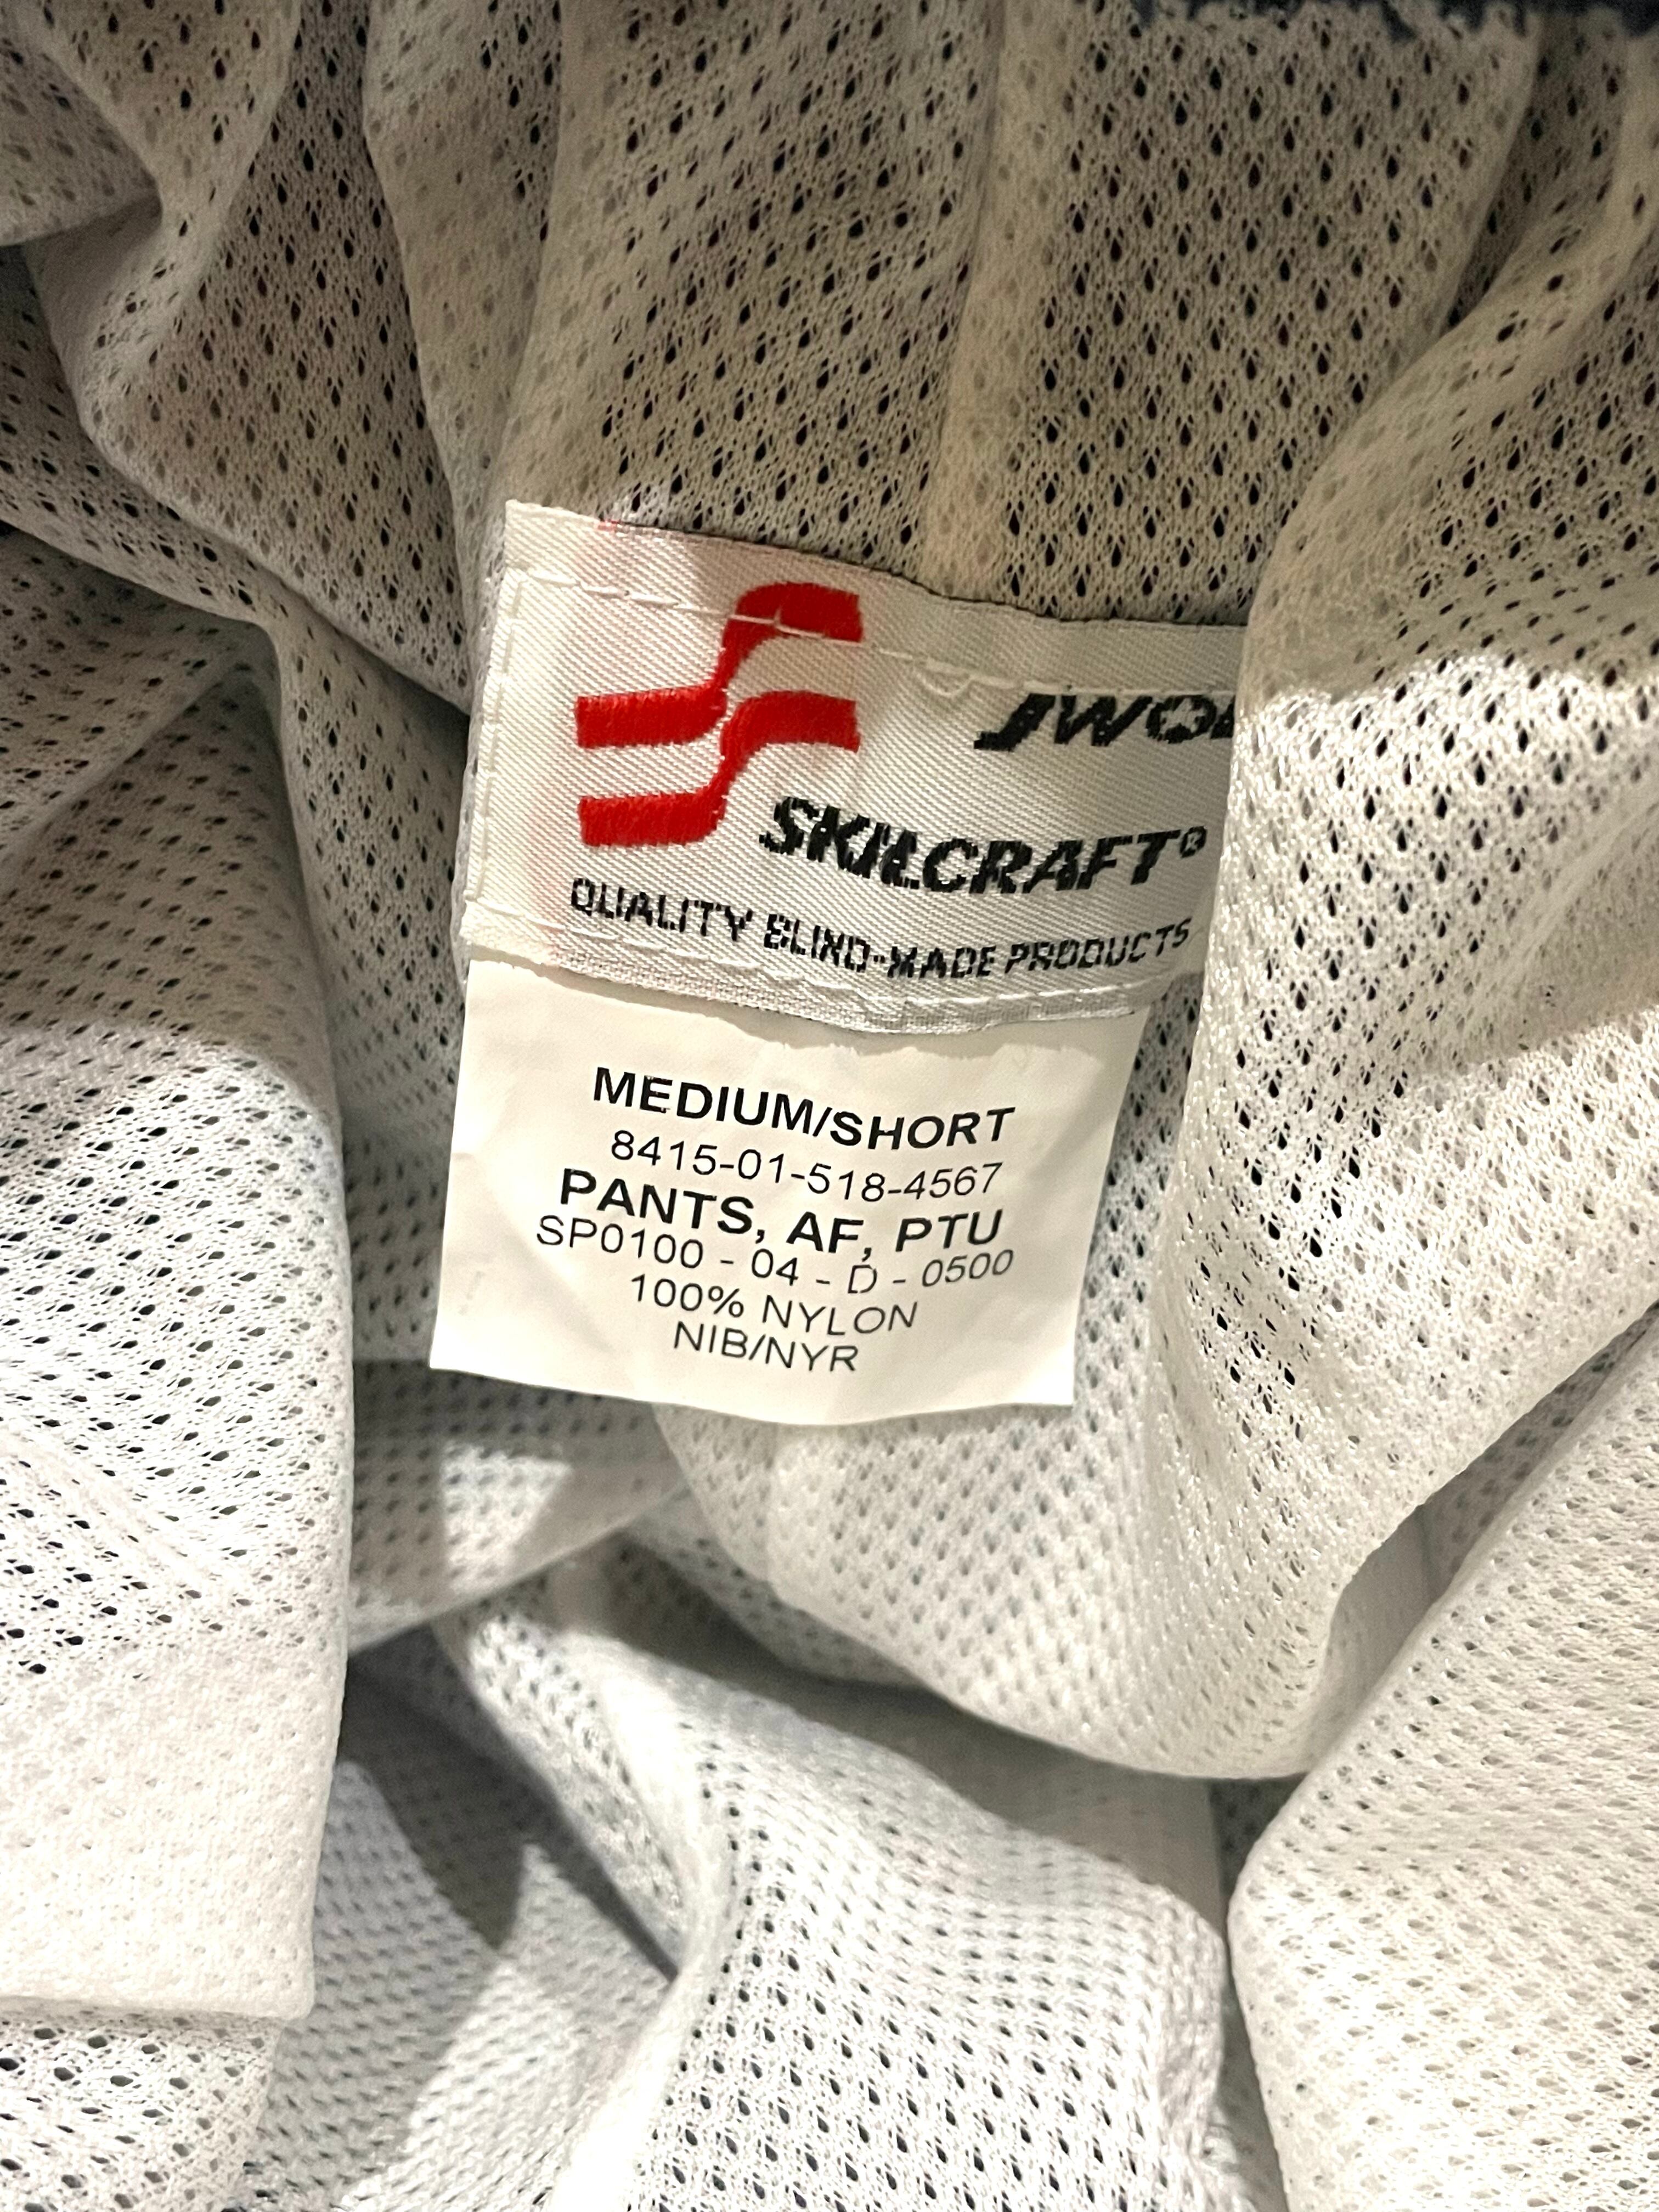 JWO
SKILCRAFT®
QUALITY BLIND-MADE PRODUCTS
MEDIUM/SHORT
8415-01-518-4567
PANTS, AF, PTU
SP0100 - 04 - D - 0500
100% NYLON
NIB/NYR